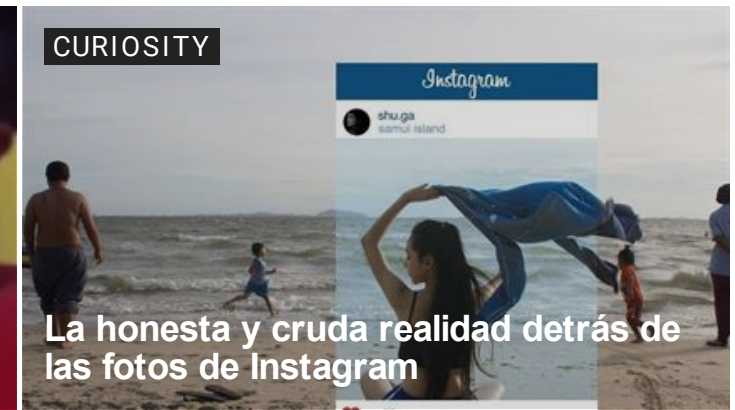 CURIOSITY
Instagram
shu.ga
samui island
La honesta y cruda realidad detrás de
las fotos de Instagram